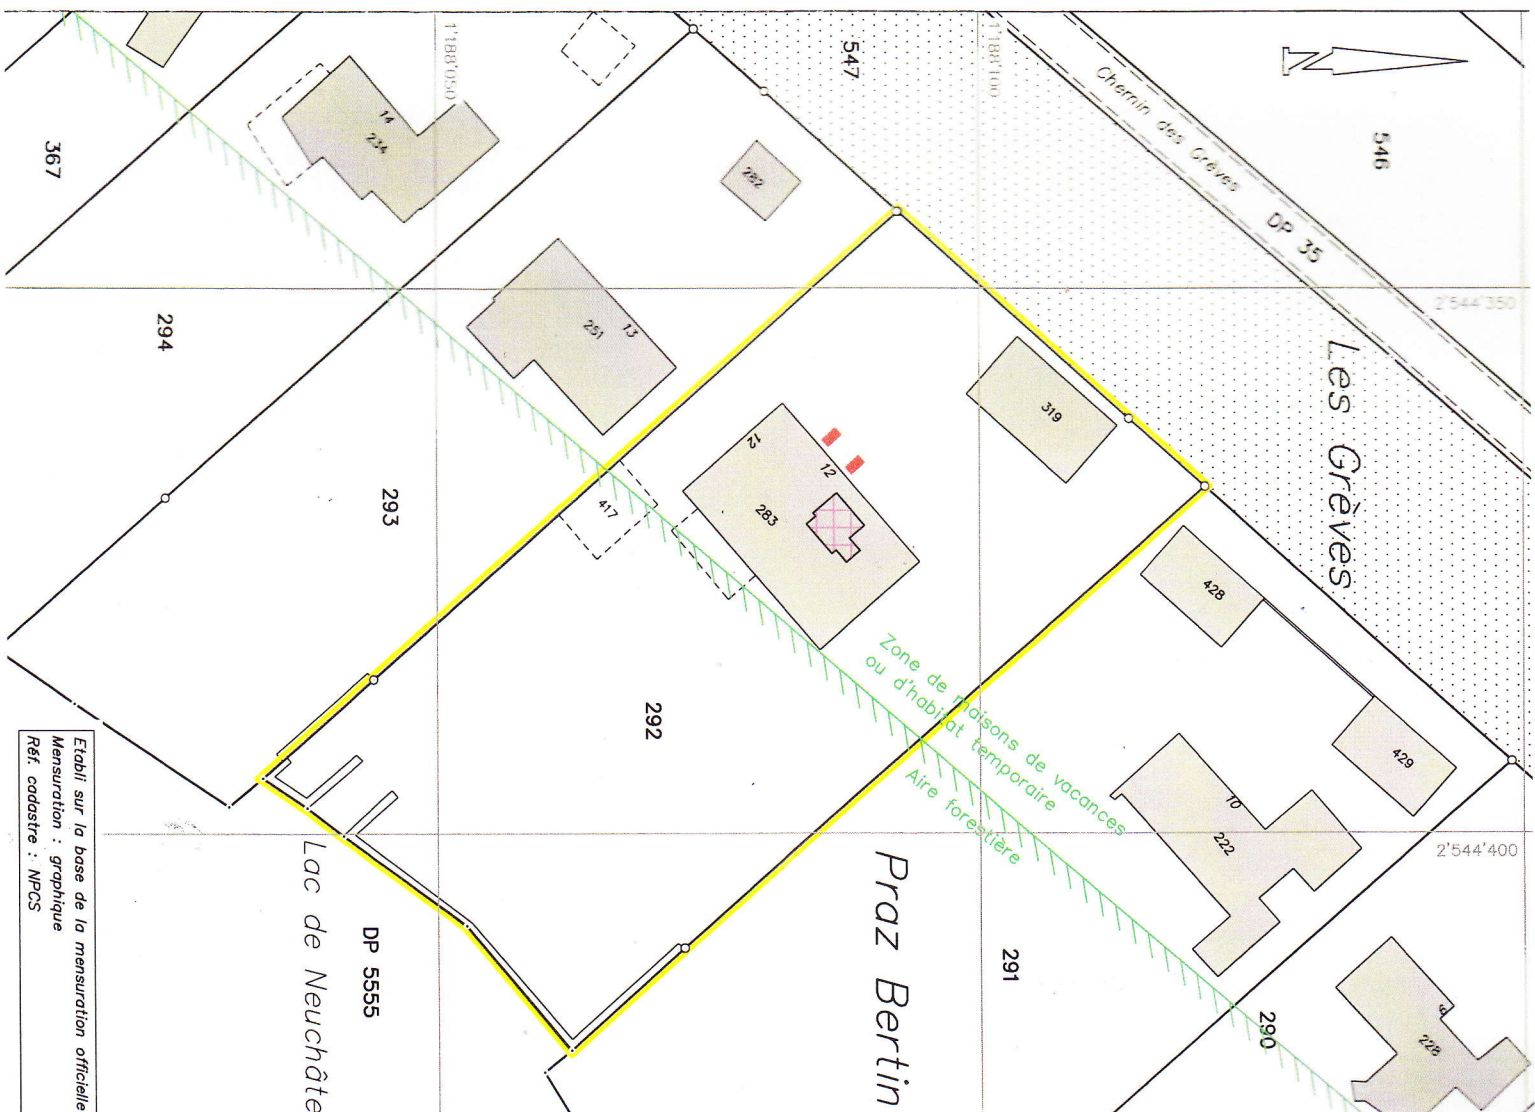 Chemin des Grèves
DP 35
546
547
N
1'188'050
1'188'100
2'544'350
2'544'400
Les Grèves
367
294
293
292
291
290
14
234
282
13
251
319
12
12
283
417
428
429
10
222
9
228
Zone de maisons de vacances
ou d'habitat temporaire
Aire forestière
Praz Bertin
DP 5555
Lac de Neuchâte
Etabli sur la base de la mensuration officielle
Mensuration : graphique
Réf. cadastre : NPCS